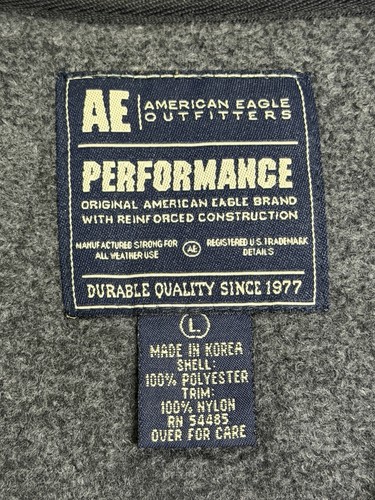 AE | AMERICAN EAGLE
OUTFITTERS
PERFORMANCE
ORIGINAL AMERICAN EAGLE BRAND
WITH REINFORCED CONSTRUCTION
MANUFACTURED STRONG FOR
ALL WEATHER USE
AE
REGISTERED U.S. TRADEMARK
DETAILS
DURABLE QUALITY SINCE 1977
L
MADE IN KOREA
SHELL:
100% POLYESTER
TRIM:
100% NYLON
RN 54485
OVER FOR CARE